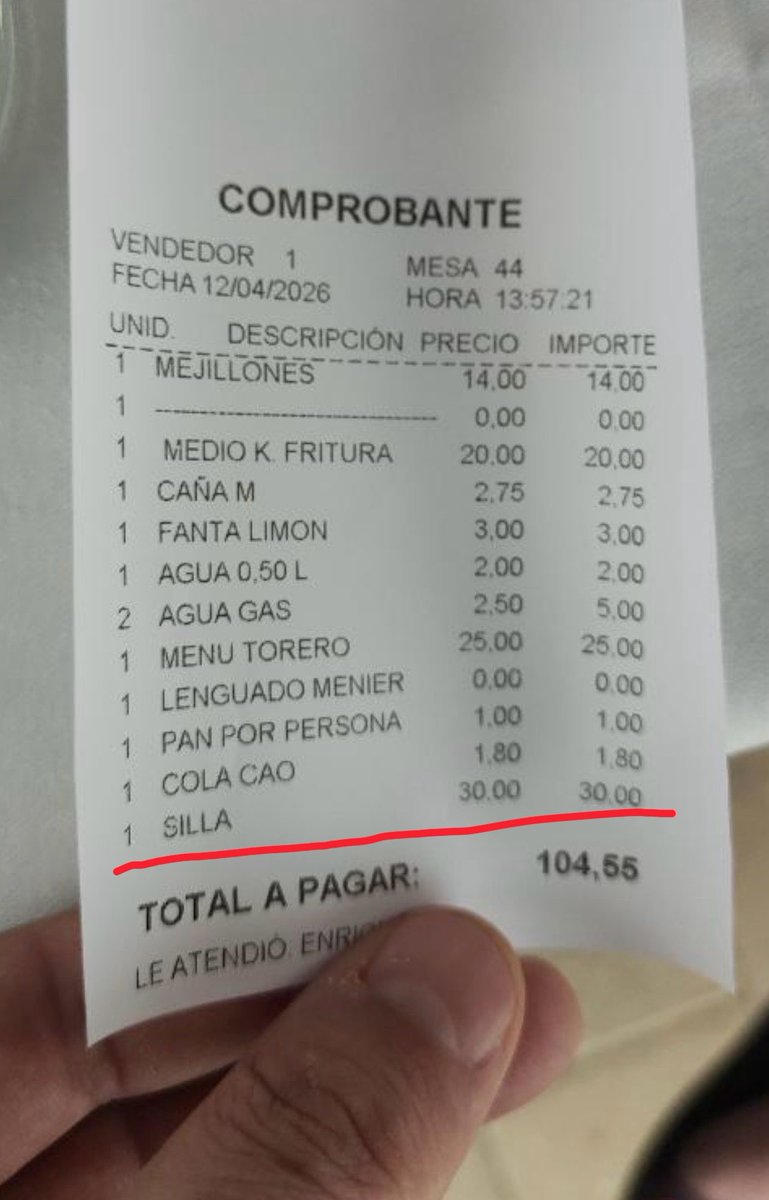 COMPROBANTE
VENDEDOR 1 MESA 44
FECHA 12/04/2026 HORA 13:57:21
UNID. DESCRIPCIÓN PRECIO IMPORTE
1 MEJILLONES 14,00 14,00
1 ------------------------------------ 0,00 0,00
1 MEDIO K. FRITURA 20,00 20,00
1 CAÑA M 2,75 2,75
1 FANTA LIMON 3,00 3,00
1 AGUA 0,50 L 2,00 2,00
2 AGUA GAS 2,50 5,00
1 MENU TORERO 25,00 25,00
1 LENGUADO MENIER 0,00 0,00
1 PAN POR PERSONA 1,00 1,00
1 COLA CAO 1,80 1,80
1 SILLA 30,00 30,00
TOTAL A PAGAR: 104,55
LE ATENDIÓ.